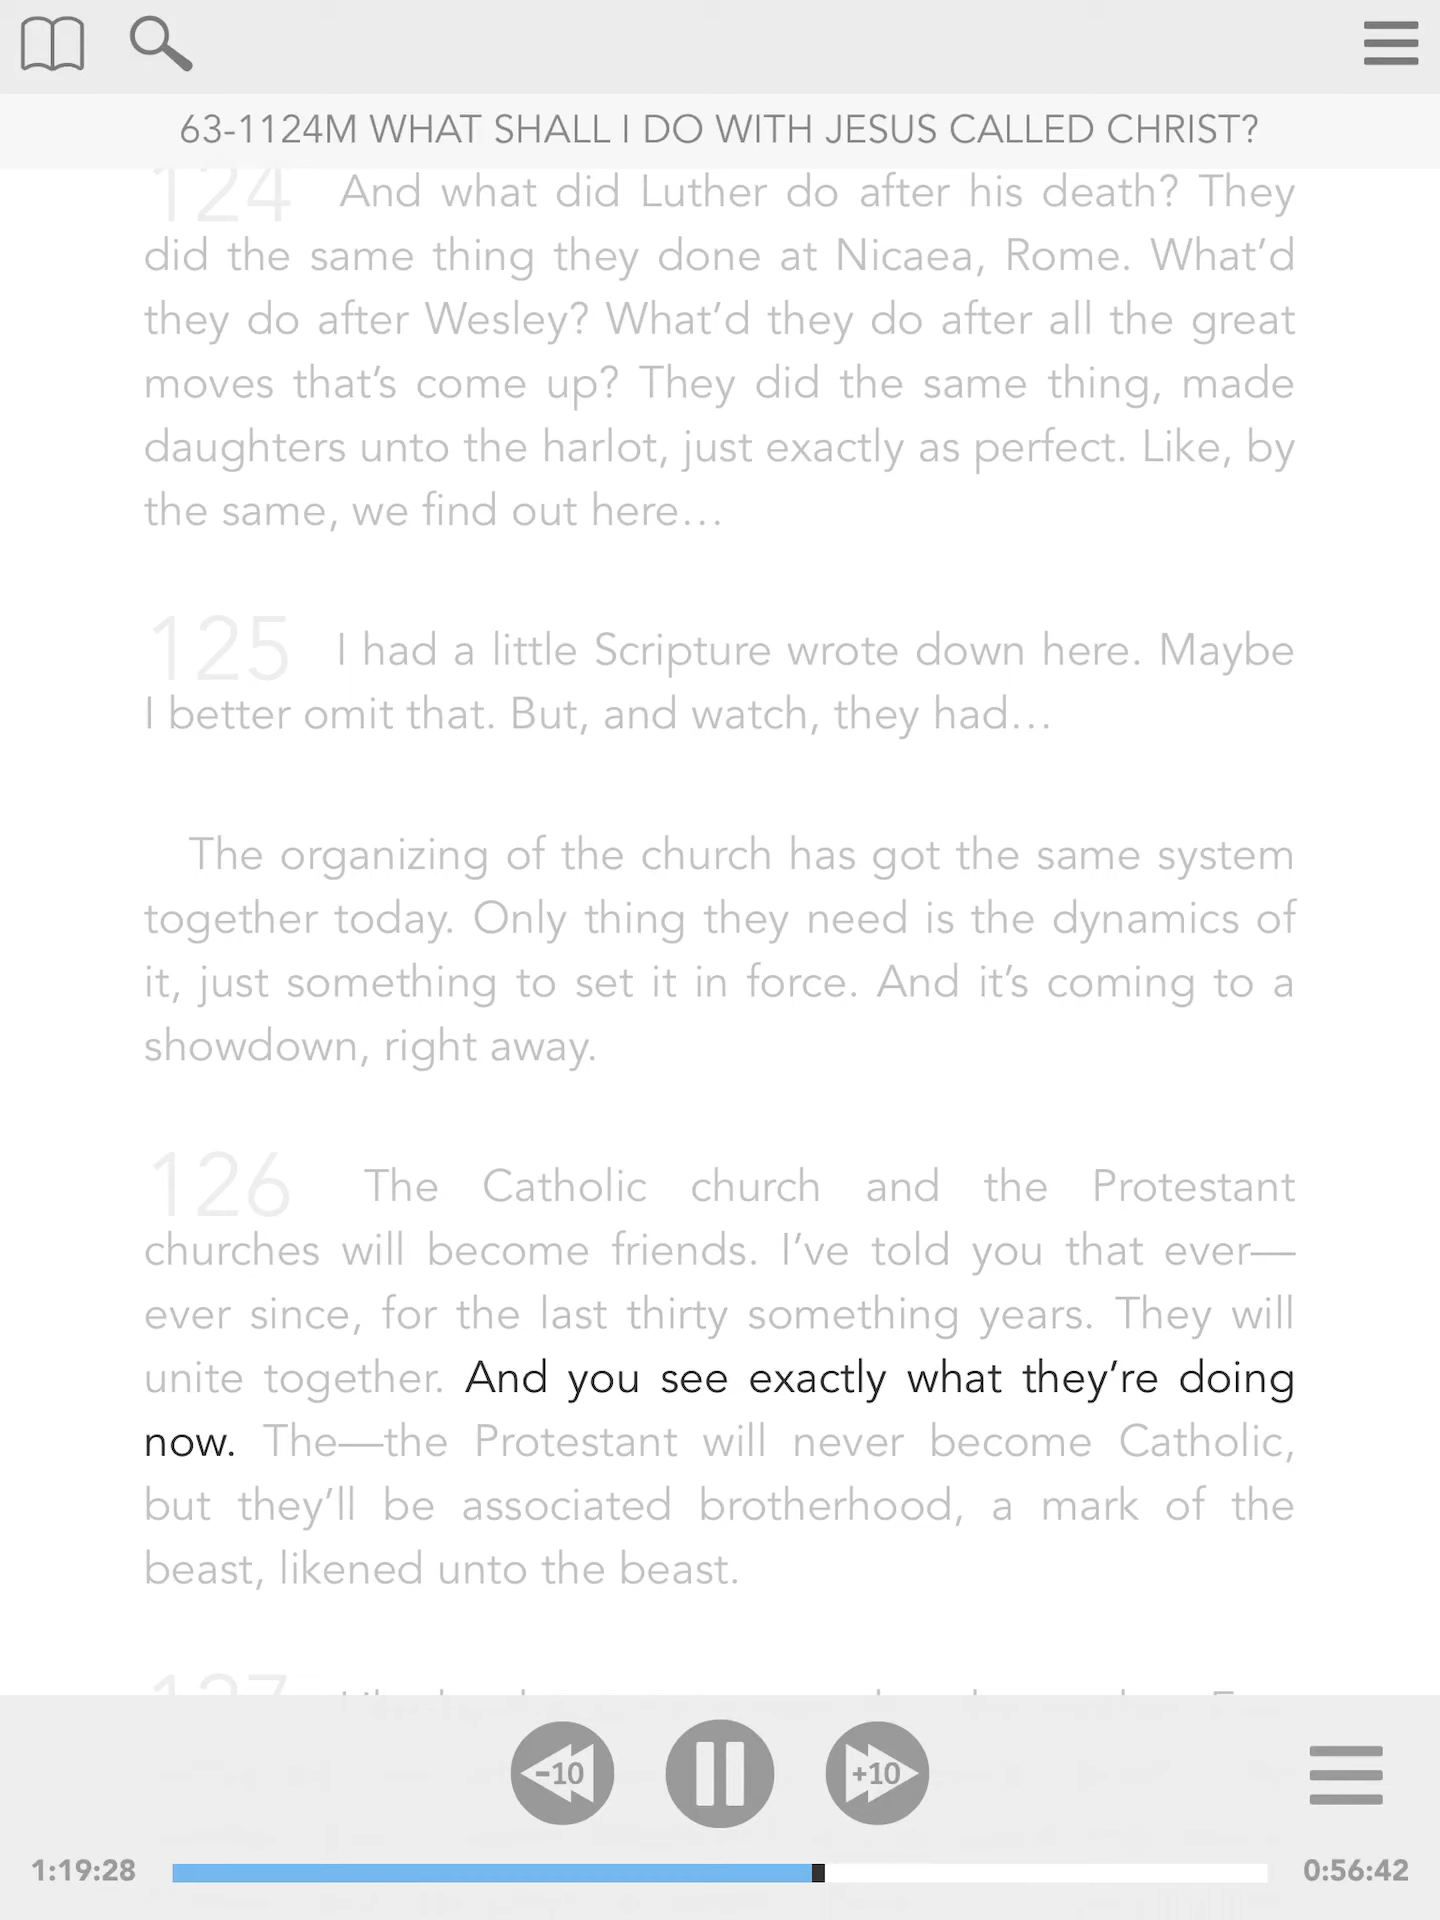 63-1124M WHAT SHALL I DO WITH JESUS CALLED CHRIST?
124 And what did Luther do after his death? They
did the same thing they done at Nicaea, Rome. What’d
they do after Wesley? What’d they do after all the great
moves that’s come up? They did the same thing, made
daughters unto the harlot, just exactly as perfect. Like, by
the same, we find out here…
125 I had a little Scripture wrote down here. Maybe
I better omit that. But, and watch, they had…
The organizing of the church has got the same system
together today. Only thing they need is the dynamics of
it, just something to set it in force. And it’s coming to a
showdown, right away.
126 The Catholic church and the Protestant
churches will become friends. I’ve told you that ever—
ever since, for the last thirty something years. They will
unite together. And you see exactly what they’re doing
now. The—the Protestant will never become Catholic,
but they’ll be associated brotherhood, a mark of the
beast, likened unto the beast.
127
-10 +10
1:19:28 0:56:42